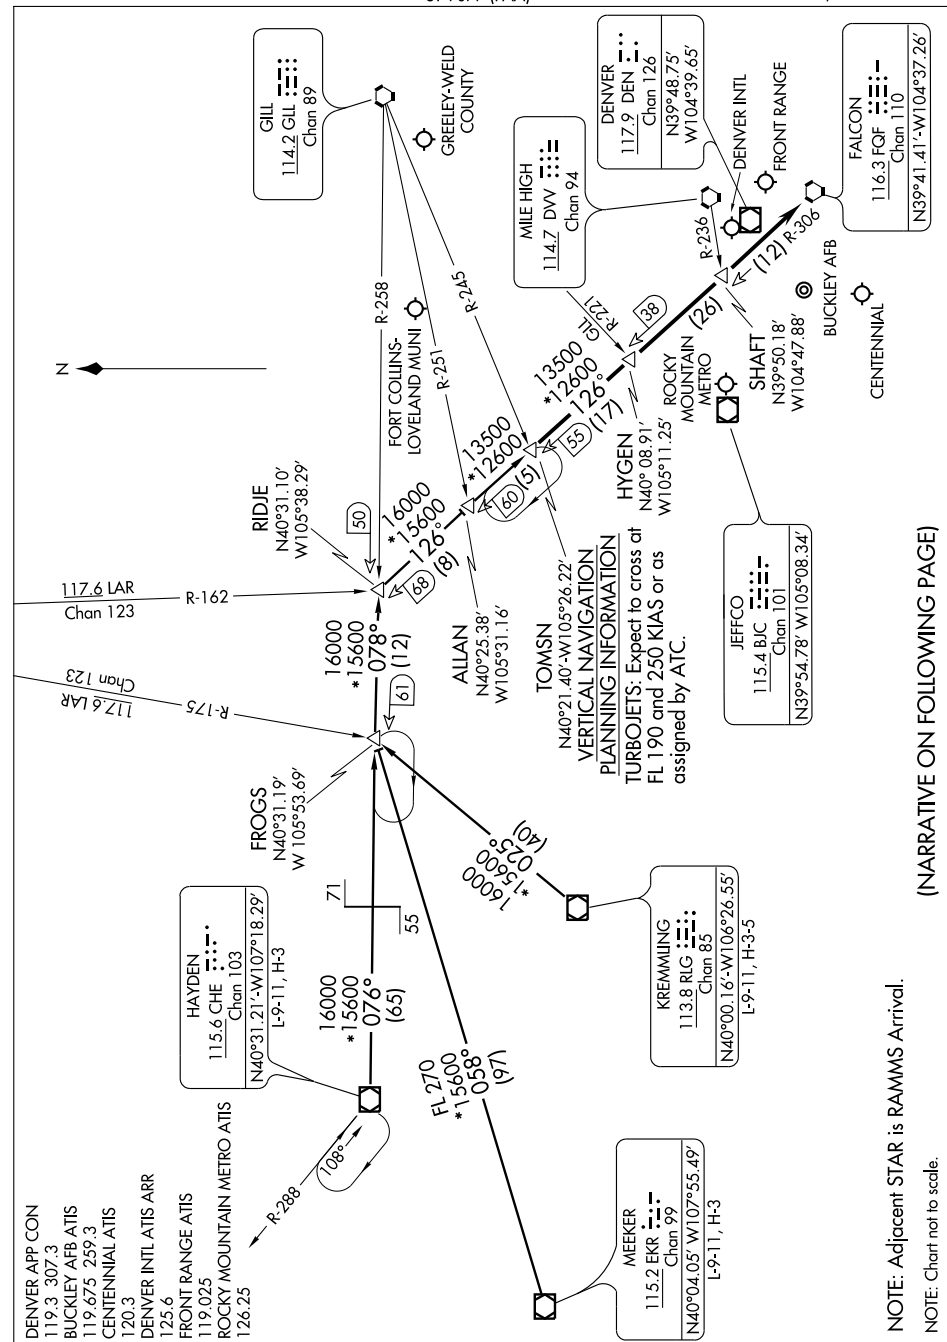 DENVER APP CON
119.3 307.3
BUCKLEY AFB ATIS
119.675 259.3
CENTENNIAL ATIS
120.3
DENVER INTL ATIS ARR
125.6
FRONT RANGE ATIS
119.025
ROCKY MOUNTAIN METRO ATIS
126.25
HAYDEN
115.6 CHE
Chan 103
N40°31.21'-W107°18.29'
L-9-11, H-3
R-288
108°
16000
*15600
076°
(65)
71
55
MEEKER
115.2 EKR
Chan 99
N40°04.05' W107°55.49'
L-9-11, H-3
FL 270
*15600
058°
(97)
KREMMLING
113.8 RLG
Chan 85
N40°00.16'-W106°26.55'
L-9-11, H-3-5
16000
*15600
025°
(40)
FROGS
N40°31.19'
W 105°53.69'
117.6 LAR
Chan 123
R-175
61
16000
*15600
078°
(12)
117.6 LAR
Chan 123
R-162
RIDJE
N40°31.10'
W105°38.29'
50
16000
*15600
126°
(8)
68
ALLAN
N40°25.38'
W105°31.16'
13500
*12600
(5)
60
TOMSN
N40°21.40'-W105°26.22'
VERTICAL NAVIGATION
PLANNING INFORMATION
TURBOJETS: Expect to cross at
FL 190 and 250 KIAS or as
assigned by ATC.
13500
*12600
126°
(17)
55
HYGEN
N40° 08.91'
W105°11.25'
GLL
R-221
38
(26)
SHAFT
N39°50.18'
W104°47.88'
R-236
(12)
R-306
GILL
114.2 GLL
Chan 89
R-258
R-251
R-245
GREELEY-WELD
COUNTY
FORT COLLINS-
LOVELAND MUNI
N
MILE HIGH
114.7 DVV
Chan 94
DENVER
117.9 DEN
Chan 126
N39°48.75'
W104°39.65'
DENVER INTL
FRONT RANGE
FALCON
116.3 FQF
Chan 110
N39°41.41'-W104°37.26'
BUCKLEY AFB
CENTENNIAL
ROCKY
MOUNTAIN
METRO
JEFFCO
115.4 BJC
Chan 101
N39°54.78' W105°08.34'
(NARRATIVE ON FOLLOWING PAGE)
NOTE: Adjacent STAR is RAMMS Arrival.
NOTE: Chart not to scale.